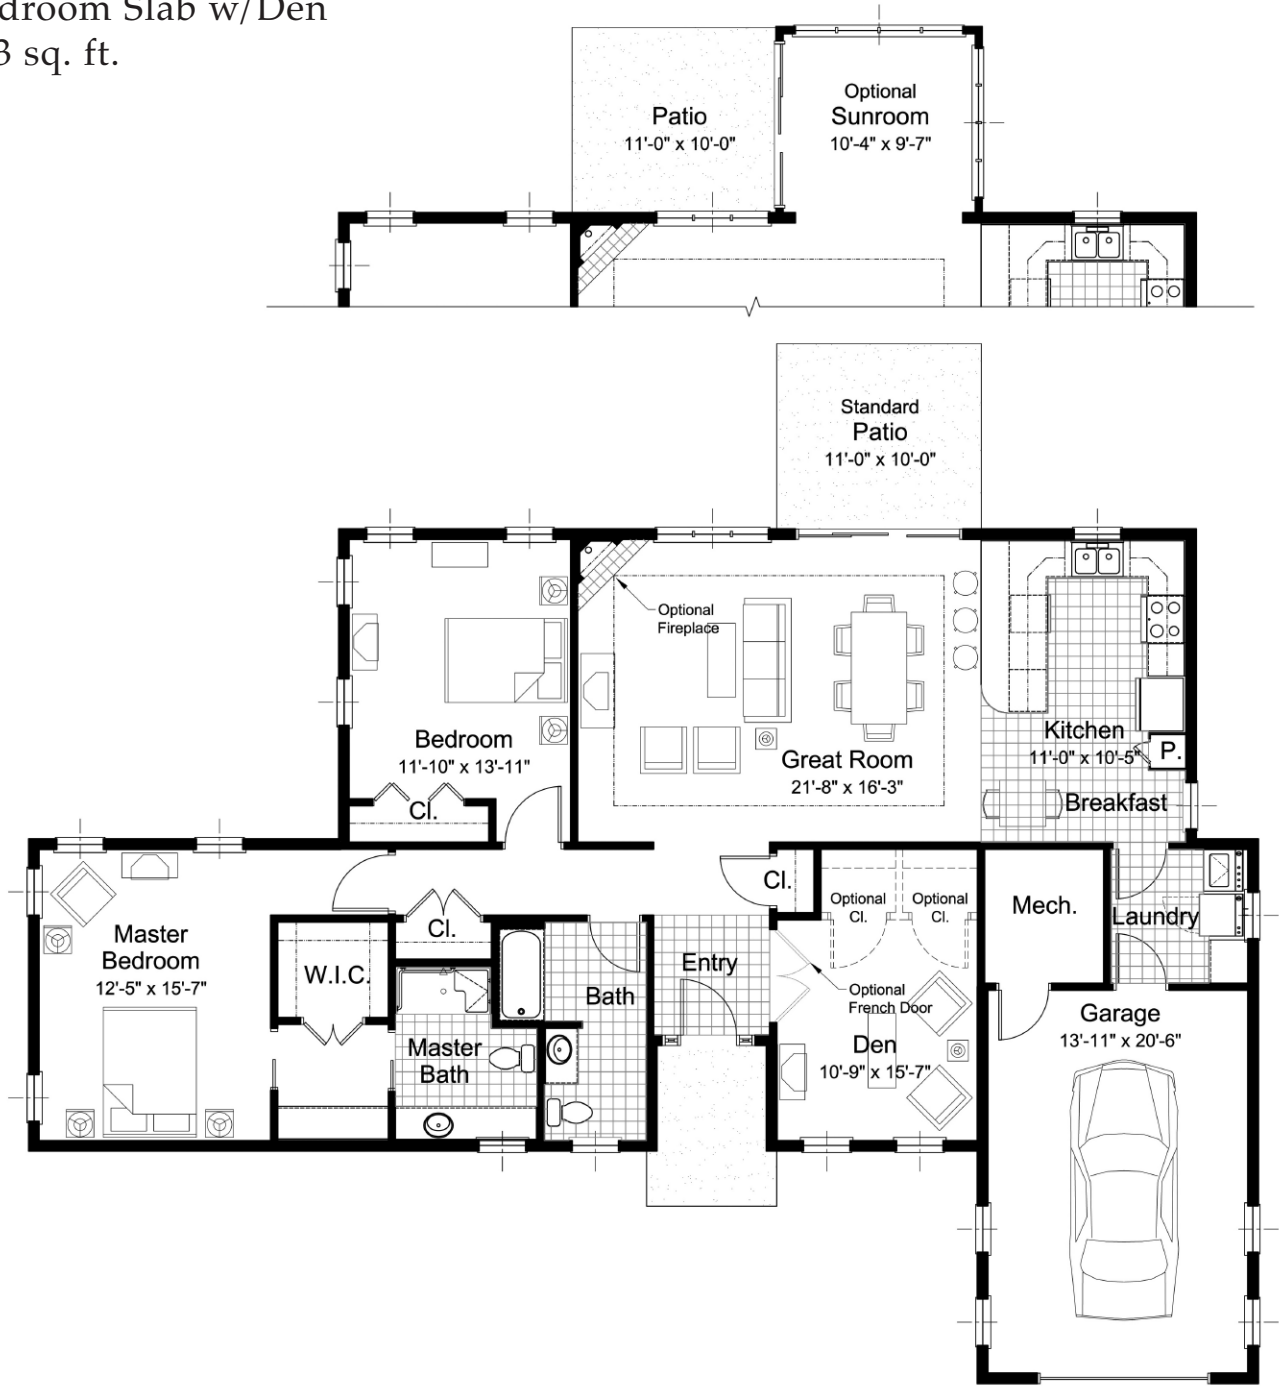 droom Slab w/Den
3 sq. ft.
Patio
11'-0" x 10'-0"
Optional
Sunroom
10'-4" x 9'-7"
Standard
Patio
11'-0" x 10'-0"
Optional
Fireplace
Bedroom
11'-10" x 13'-11"
Cl.
Great Room
21'-8" x 16'-3"
Kitchen
11'-0" x 10'-5"
P.
Breakfast
Master
Bedroom
12'-5" x 15'-7"
W.I.C.
Cl.
Master
Bath
Bath
Entry
Cl.
Optional
Cl.
Optional
Cl.
Optional
French Door
Den
10'-9" x 15'-7"
Mech.
Laundry
Garage
13'-11" x 20'-6"